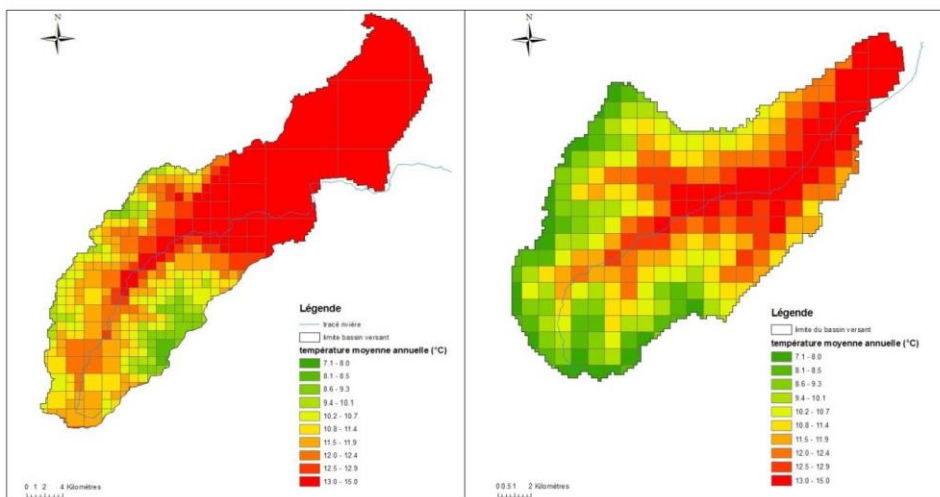 N
Légende
tracé rivière
limite bassin versant
température moyenne annuelle (°C)
7.1 - 8.0
8.1 - 8.5
8.6 - 9.3
9.4 - 10.1
10.2 - 10.7
10.8 - 11.4
11.5 - 11.9
12.0 - 12.4
12.5 - 12.9
13.0 - 15.0
0 1 2 4 Kilomètres
N
Légende
limite du bassin versant
température moyenne annuelle (°C)
7.1 - 8.0
8.1 - 8.5
8.6 - 9.3
9.4 - 10.1
10.2 - 10.7
10.8 - 11.4
11.5 - 11.9
12.0 - 12.4
12.5 - 12.9
13.0 - 15.0
00.51 2 Kilomètres